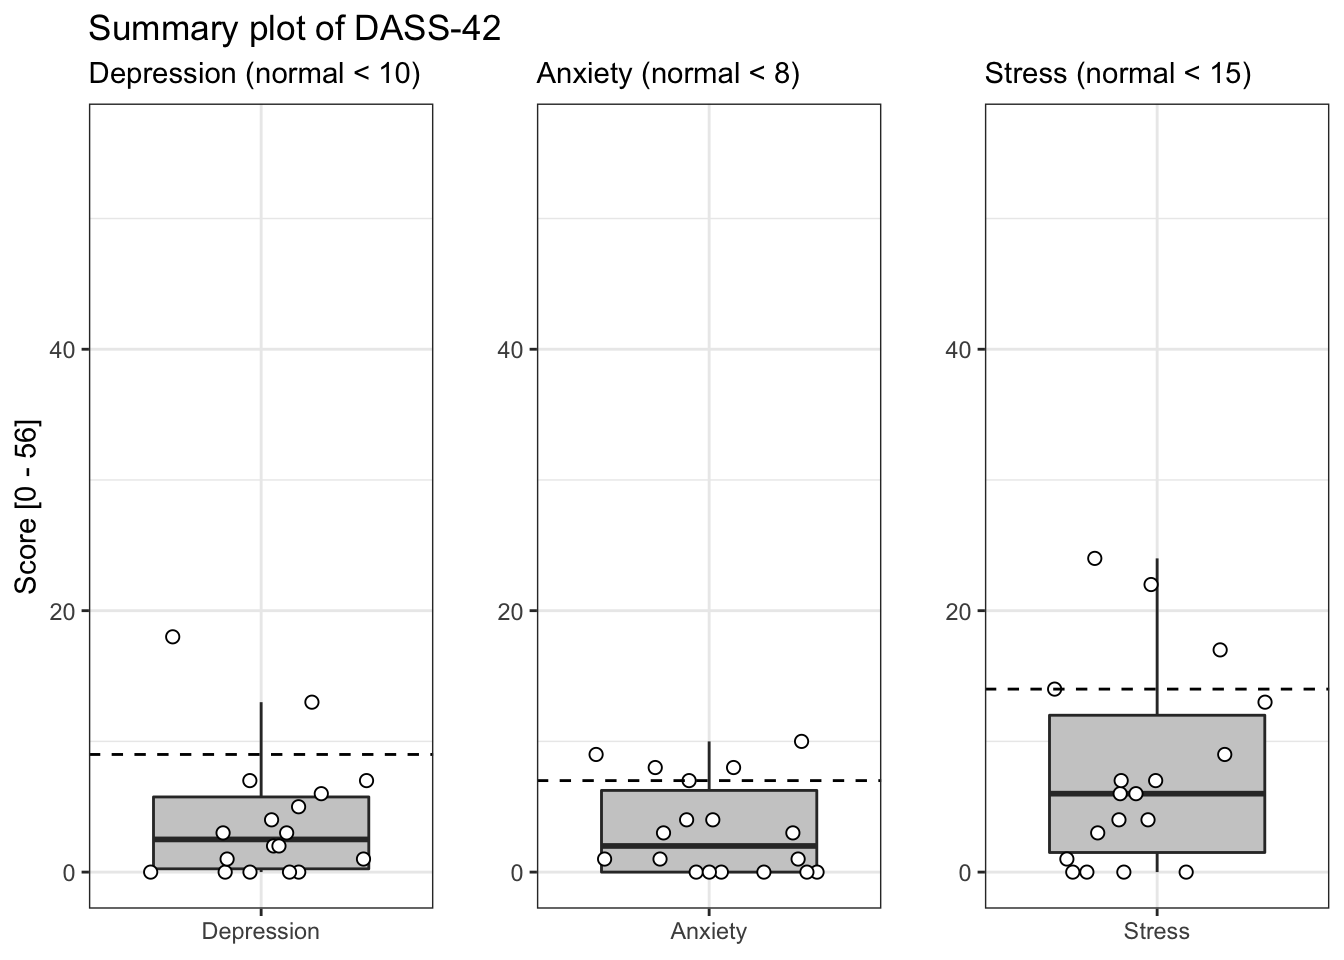 Summary plot of DASS-42
Depression (normal < 10)
Anxiety (normal < 8)
Stress (normal < 15)
Score [0 - 56]
40
20
0
40
20
0
40
20
0
Depression
Anxiety
Stress